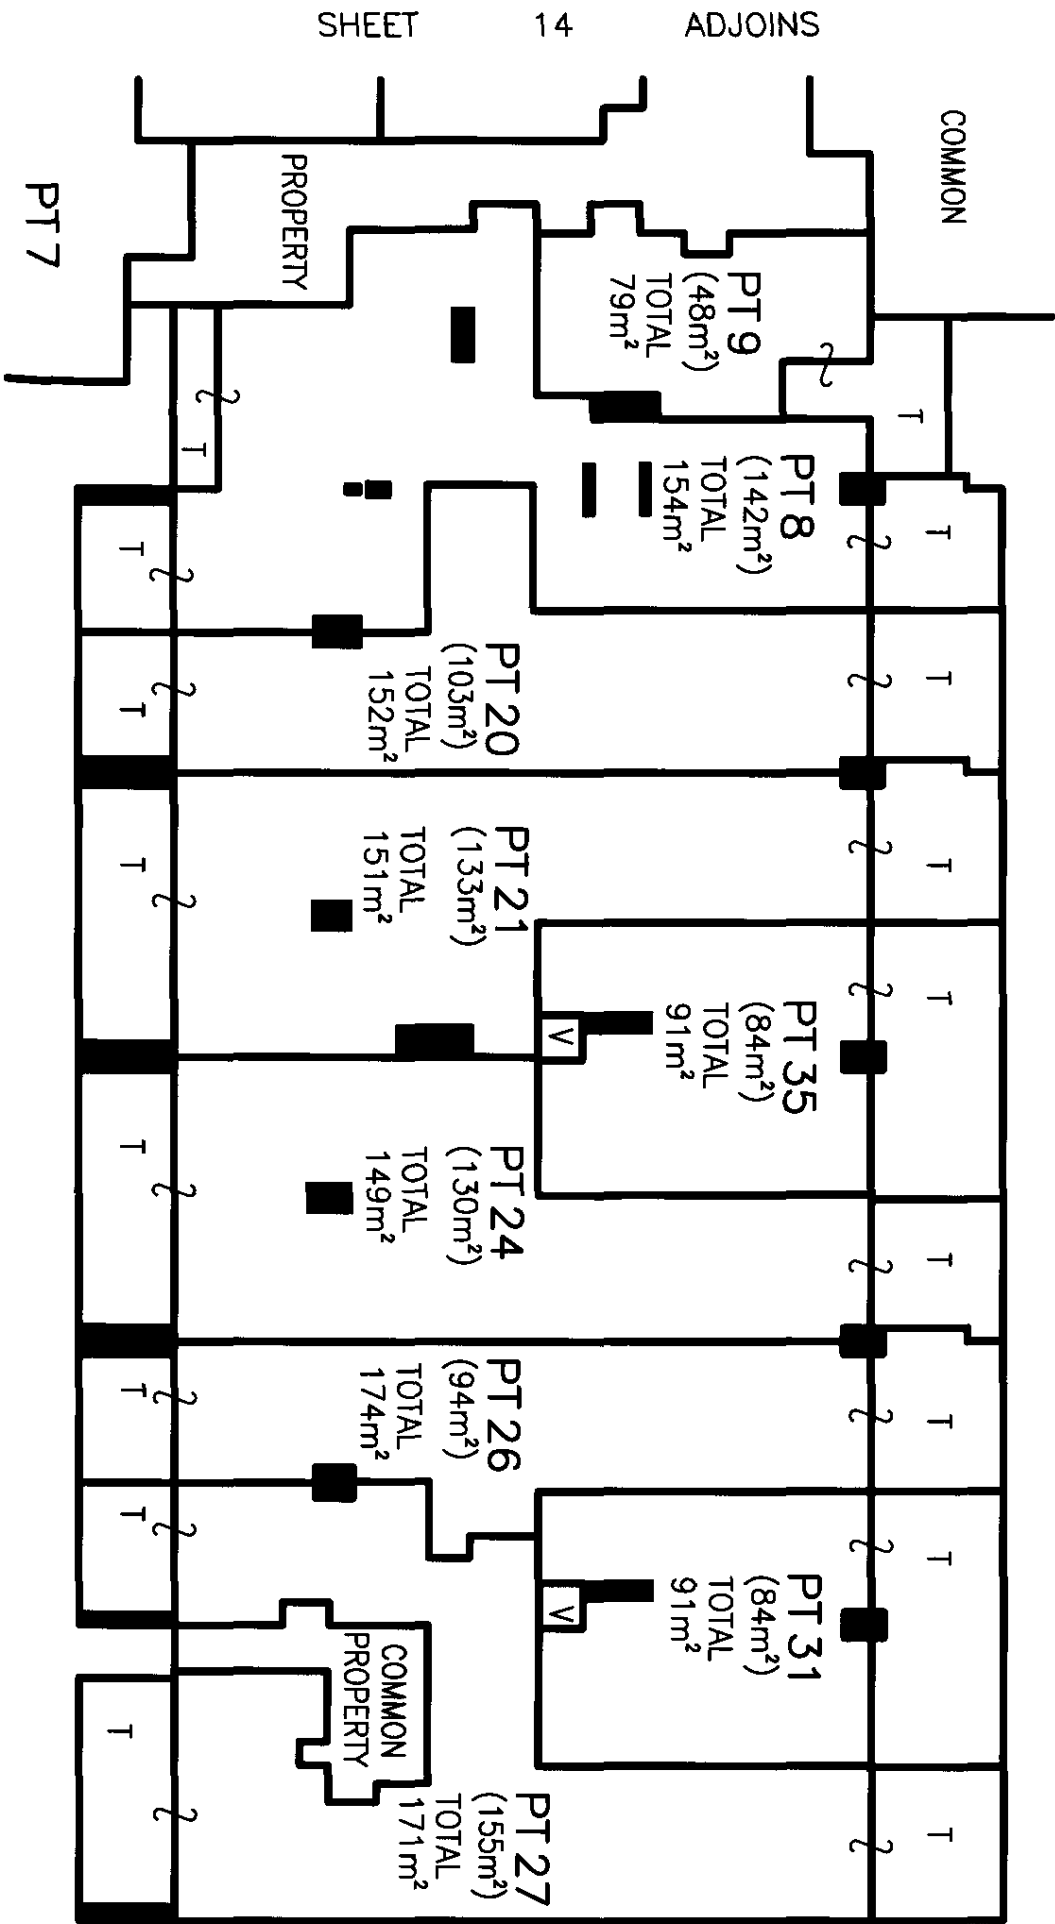 SHEET 14 ADJOINS
COMMON
PROPERTY
PT 7
PT 9
(48m²)
TOTAL
79m²
T
T
PT 8
(142m²)
TOTAL
154m²
T
T
PT 20
(103m²)
TOTAL
152m²
T
T
PT 21
(133m²)
TOTAL
151m²
T
T
PT 35
(84m²)
TOTAL
91m²
T
V
PT 24
(130m²)
TOTAL
149m²
T
T
PT 26
(94m²)
TOTAL
174m²
T
T
PT 31
(84m²)
TOTAL
91m²
T
V
T
COMMON
PROPERTY
PT 27
(155m²)
TOTAL
171m²
T
T